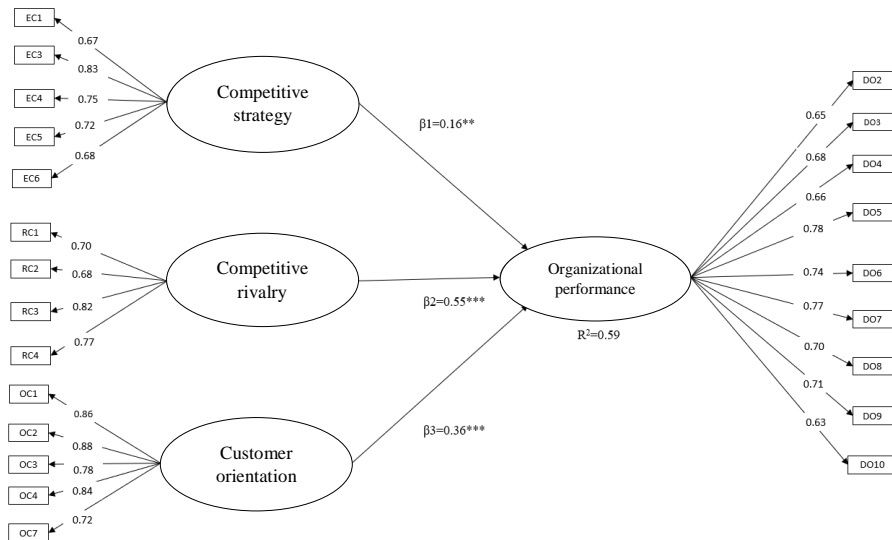 EC1
0.67
EC3
0.83
EC4
0.75
EC5
0.72
EC6
0.68
Competitive
strategy
β1=0.16**
RC1
0.70
RC2
0.68
RC3
0.82
RC4
0.77
Competitive
rivalry
β2=0.55***
OC1
0.86
OC2
0.88
OC3
0.78
OC4
0.84
OC7
0.72
Customer
orientation
β3=0.36***
Organizational
performance
R²=0.59
DO2
0.65
DO3
0.68
DO4
0.66
DO5
0.78
DO6
0.74
DO7
0.77
DO8
0.70
DO9
0.71
DO10
0.63